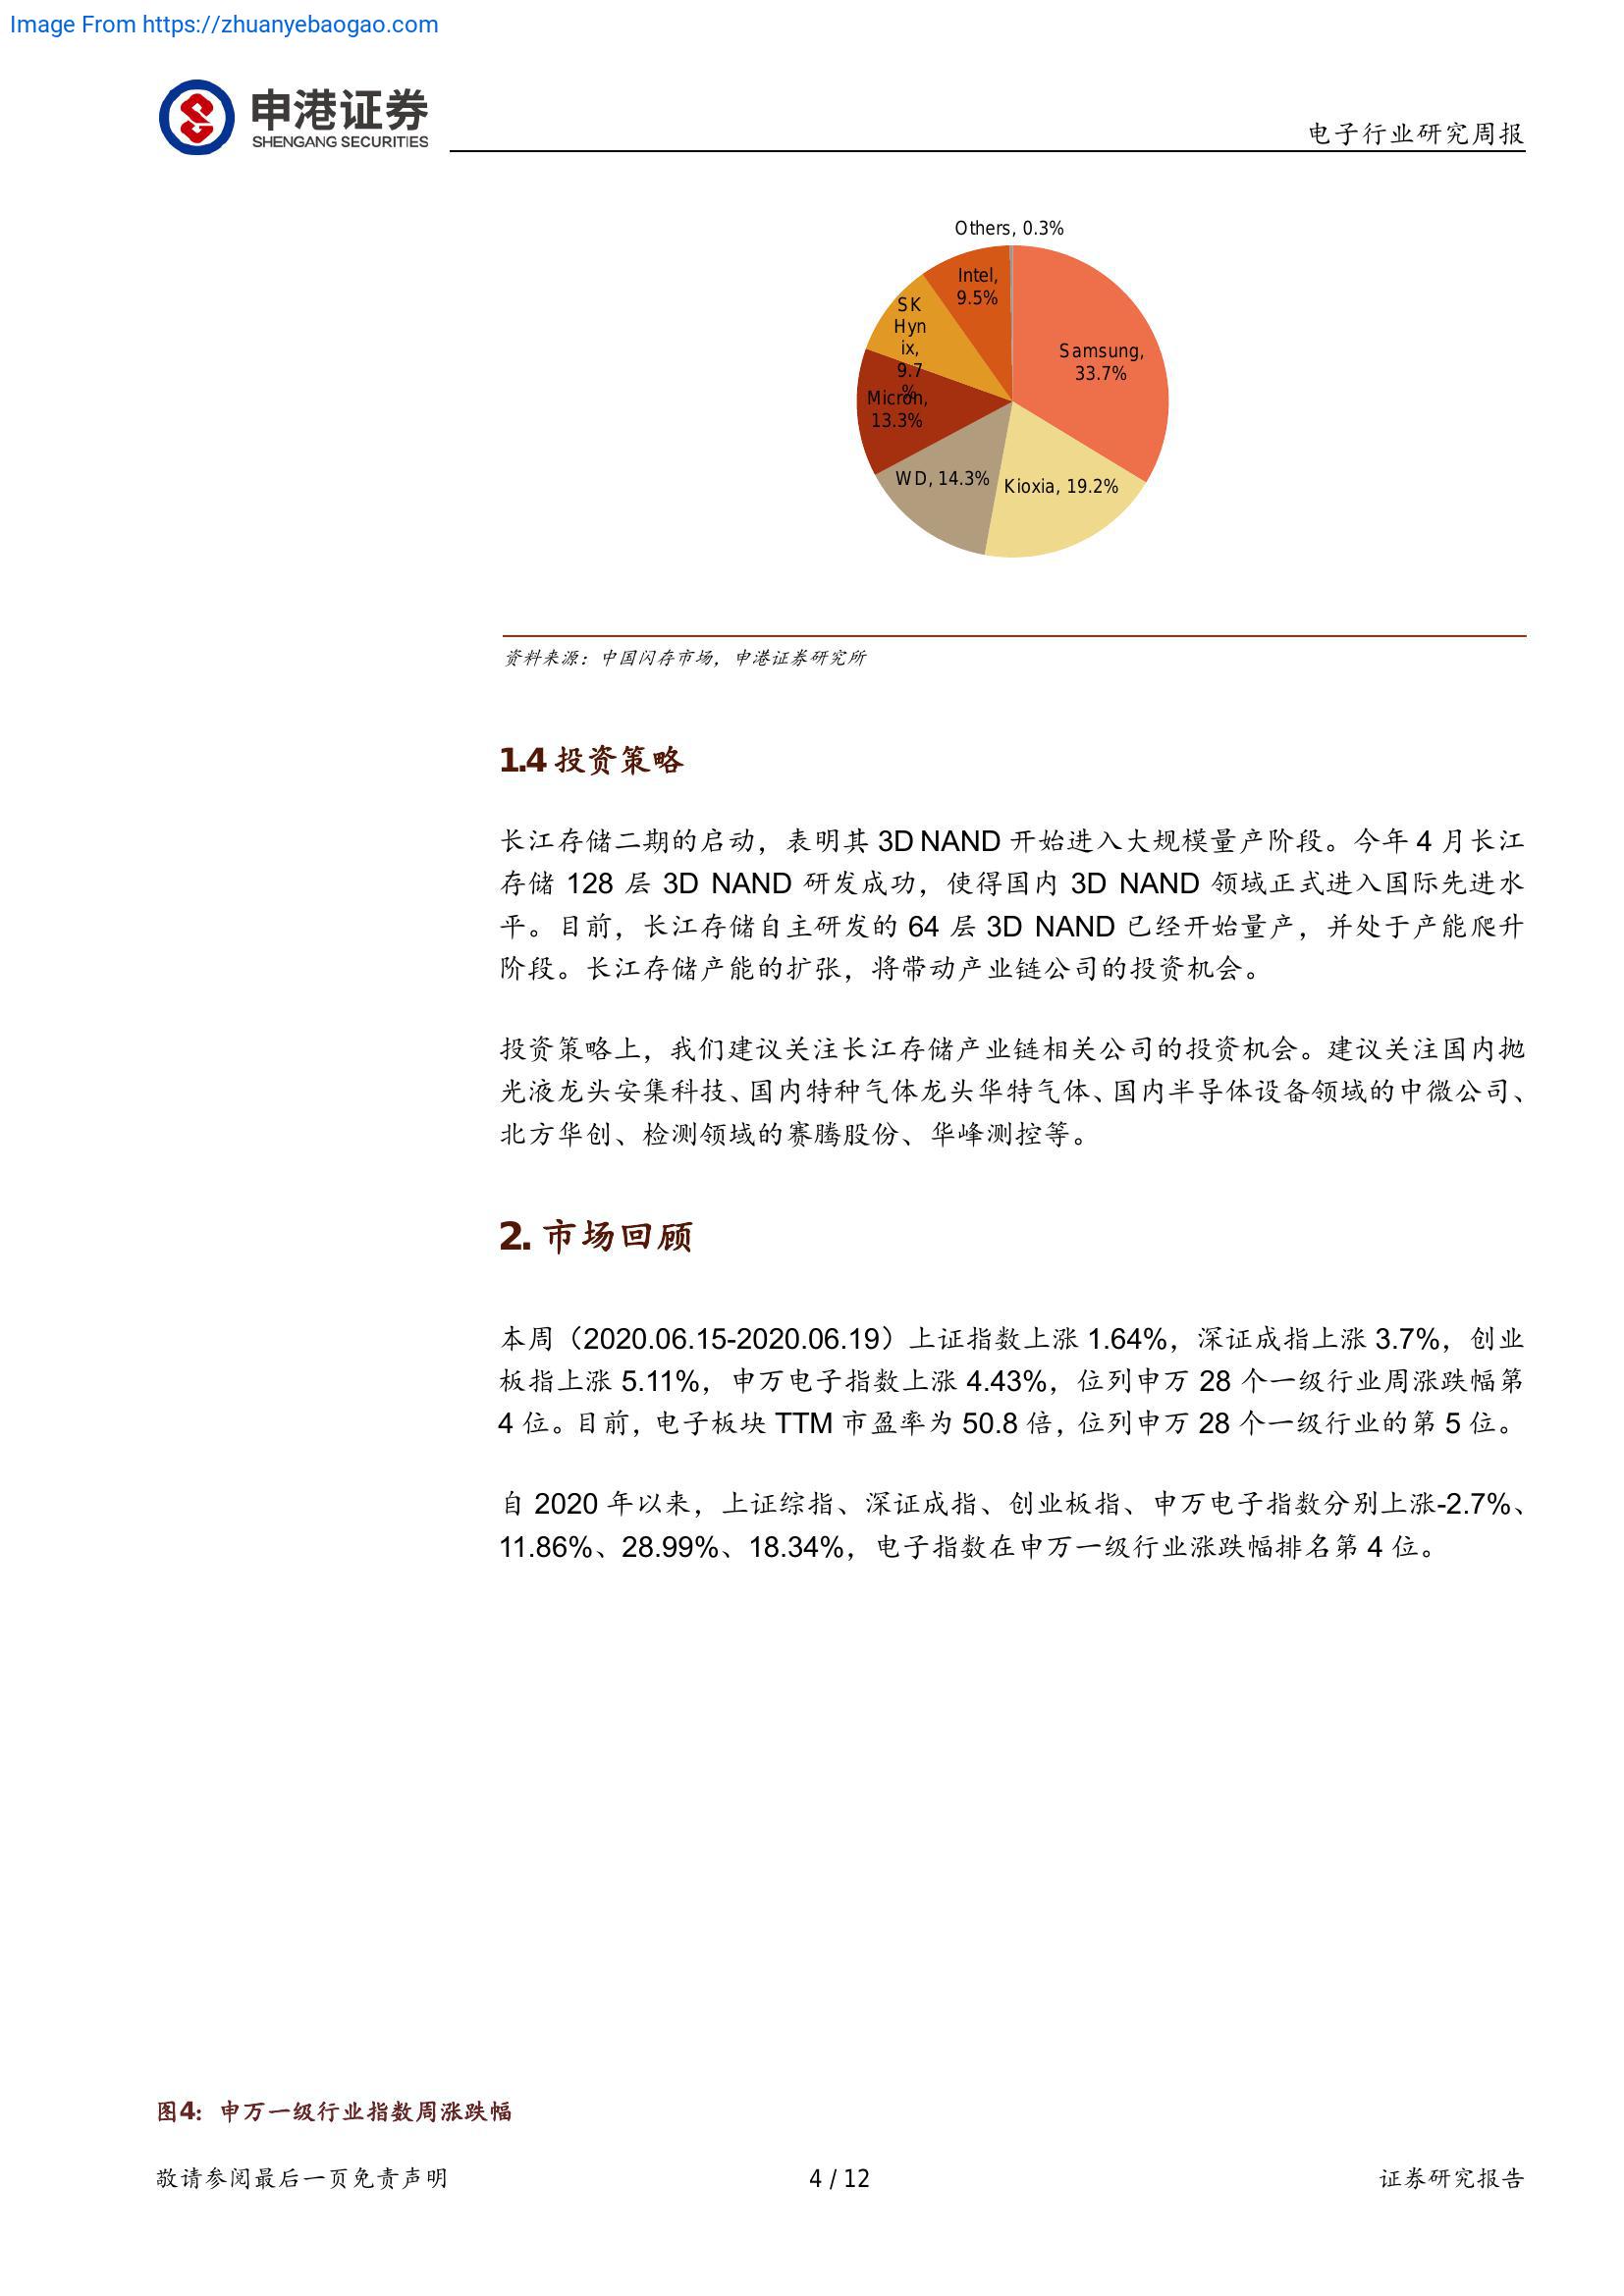 Image From https://zhuanyebaogao.com
申港证券
SHENGANG SECURITIES
电子行业研究周报
Others, 0.3%
Intel,
9.5%
SK
Hyn
ix,
9.7
%
Samsung,
33.7%
Micron,
13.3%
WD, 14.3%
Kioxia, 19.2%
资料来源：中国闪存市场，申港证券研究所
1.4 投资策略
长江存储二期的启动，表明其 3D NAND 开始进入大规模量产阶段。今年 4 月长江
存储 128 层 3D NAND 研发成功，使得国内 3D NAND 领域正式进入国际先进水
平。目前，长江存储自主研发的 64 层 3D NAND 已经开始量产，并处于产能爬升
阶段。长江存储产能的扩张，将带动产业链公司的投资机会。
投资策略上，我们建议关注长江存储产业链相关公司的投资机会。建议关注国内抛
光液龙头安集科技、国内特种气体龙头华特气体、国内半导体设备领域的中微公司、
北方华创、检测领域的赛腾股份、华峰测控等。
2. 市场回顾
本周（2020.06.15-2020.06.19）上证指数上涨 1.64%，深证成指上涨 3.7%，创业
板指上涨 5.11%，申万电子指数上涨 4.43%，位列申万 28 个一级行业周涨跌幅第
4 位。目前，电子板块 TTM 市盈率为 50.8 倍，位列申万 28 个一级行业的第 5 位。
自 2020 年以来，上证综指、深证成指、创业板指、申万电子指数分别上涨-2.7%、
11.86%、28.99%、18.34%，电子指数在申万一级行业涨跌幅排名第 4 位。
图4：申万一级行业指数周涨跌幅
敬请参阅最后一页免责声明
4 / 12
证券研究报告